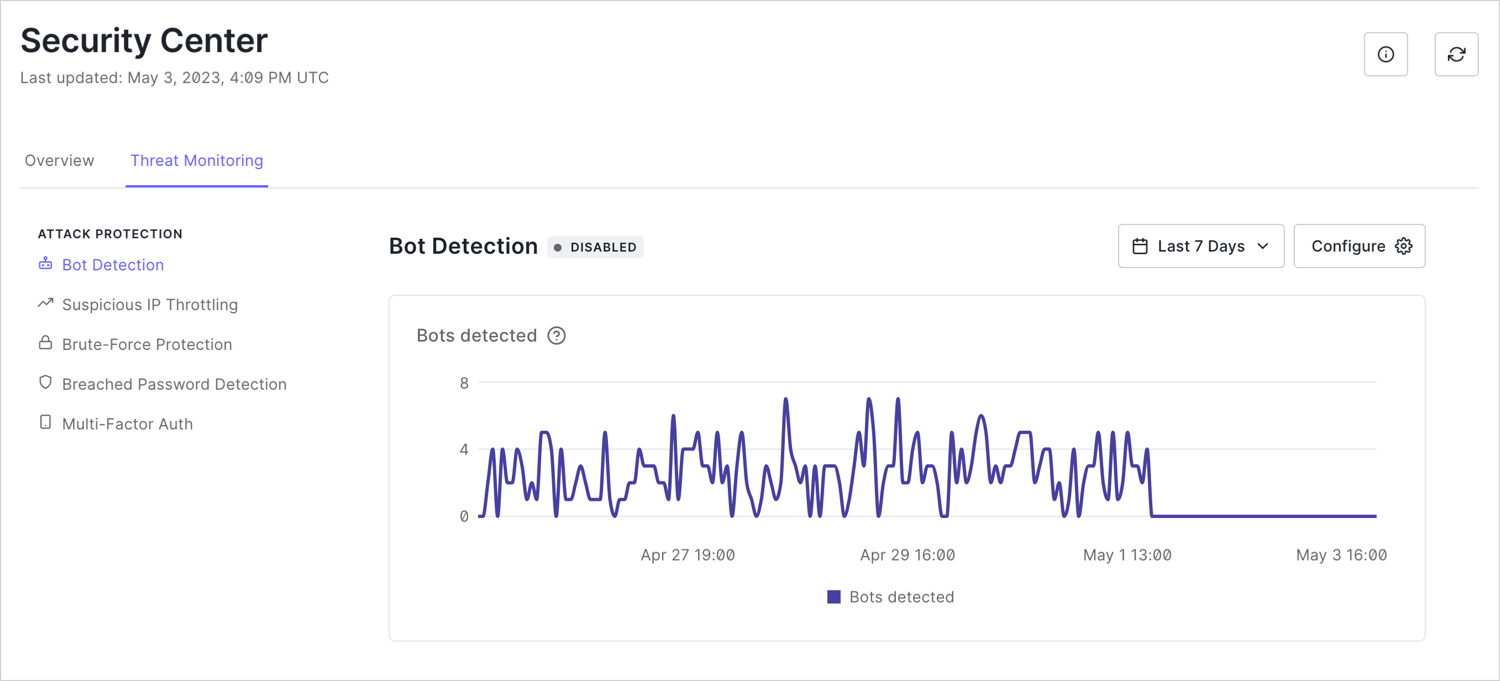 Security Center
Last updated: May 3, 2023, 4:09 PM UTC
Overview
Threat Monitoring
ATTACK PROTECTION
Bot Detection
Suspicious IP Throttling
Brute-Force Protection
Breached Password Detection
Multi-Factor Auth
Bot Detection
DISABLED
Last 7 Days
Configure
Bots detected
8
4
0
Apr 27 19:00
Apr 29 16:00
May 1 13:00
May 3 16:00
Bots detected